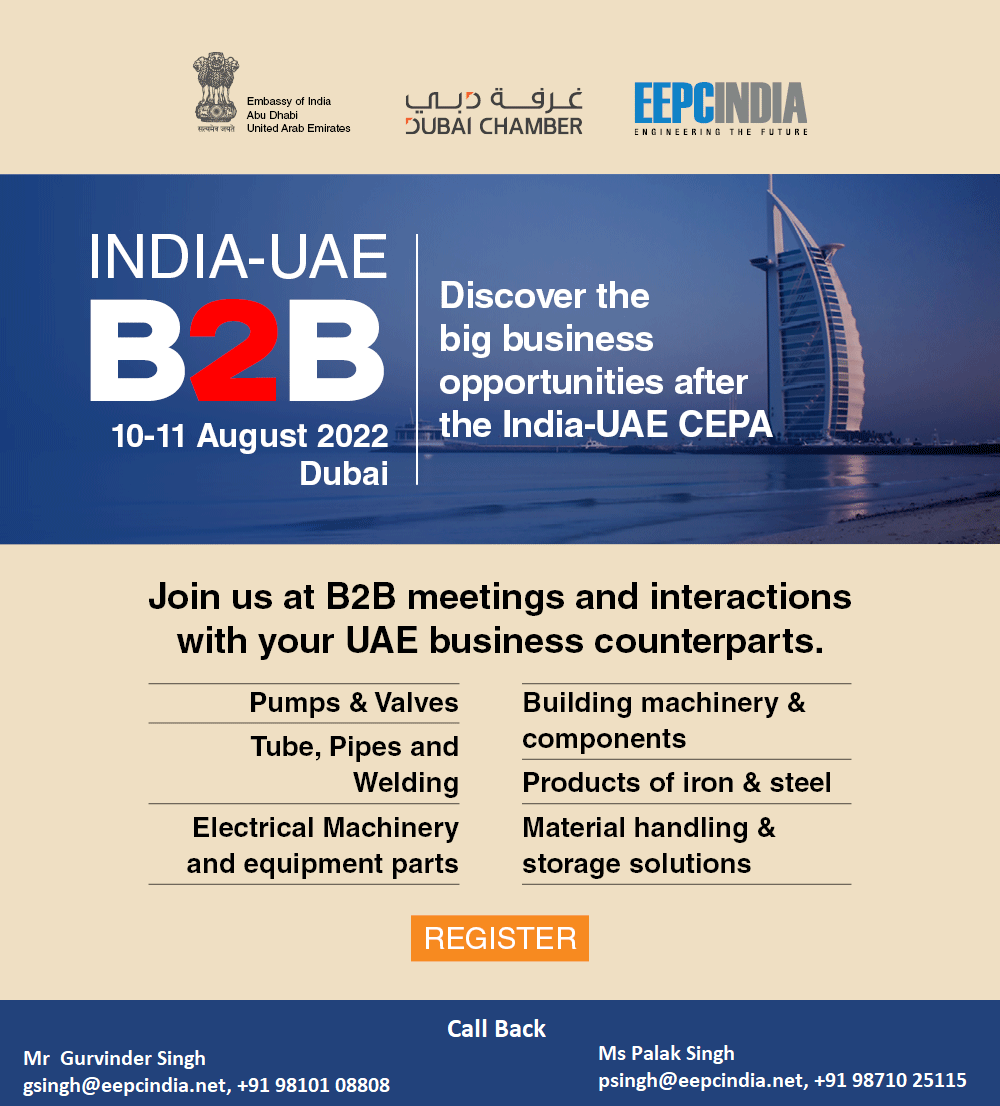 सत्यमेव जयते
Embassy of India
Abu Dhabi
United Arab Emirates
غرفة دبي
DUBAI CHAMBER
EEPCINDIA
ENGINEERING THE FUTURE
INDIA-UAE
B2B
10-11 August 2022
Dubai
Discover the
big business
opportunities after
the India-UAE CEPA
Join us at B2B meetings and interactions
with your UAE business counterparts.
Pumps & Valves
Tube, Pipes and
Welding
Electrical Machinery
and equipment parts
Building machinery &
components
Products of iron & steel
Material handling &
storage solutions
REGISTER
Call Back
Mr  Gurvinder Singh
gsingh@eepcindia.net, +91 98101 08808
Ms Palak Singh
psingh@eepcindia.net, +91 98710 25115